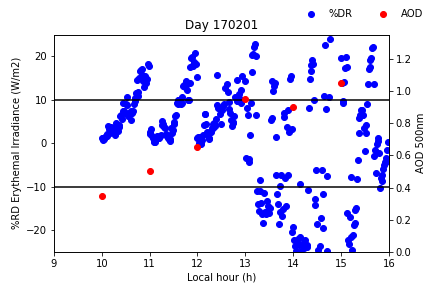 %DR AOD
Day 170201
%RD Erythemal Irradiance (W/m2)
20
10
0
−10
−20
1.2
1.0
0.8
0.6
0.4
0.2
0.0
AOD 500nm
9 10 11 12 13 14 15 16
Local hour (h)